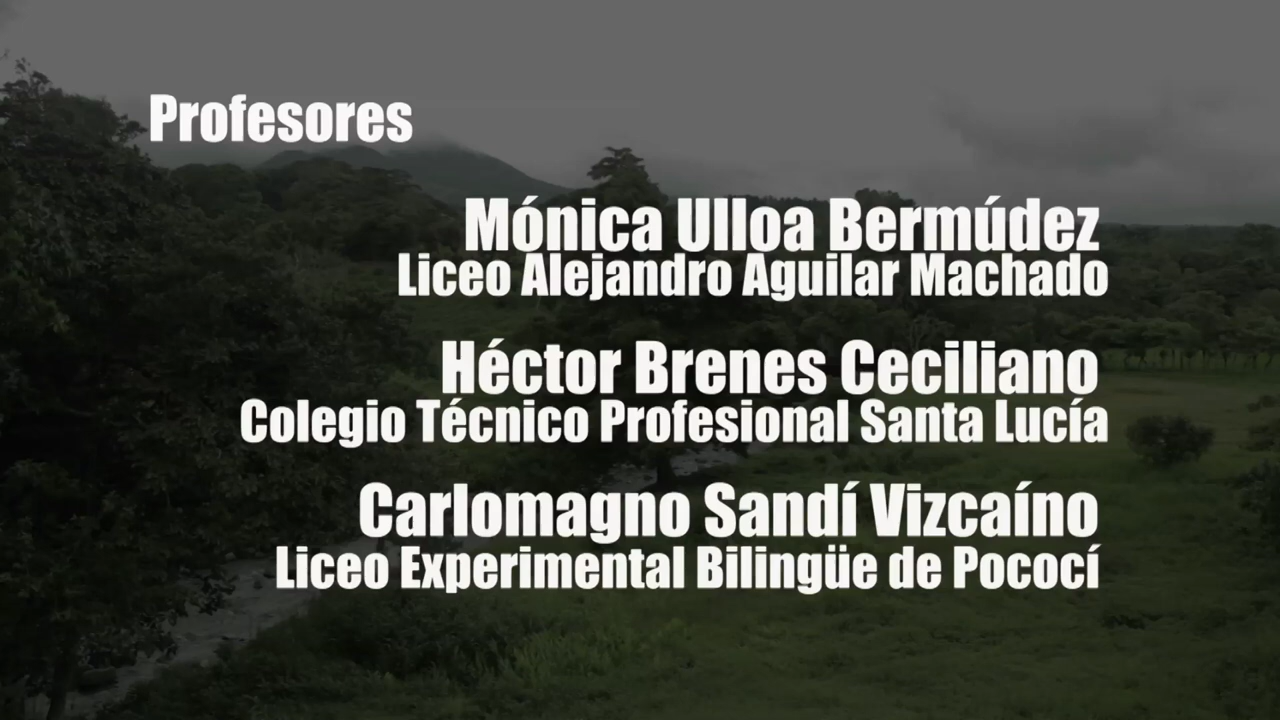 Profesores
Mónica Ulloa Bermúdez
Liceo Alejandro Aguilar Machado
Héctor Brenes Ceciliano
Colegio Técnico Profesional Santa Lucía
Carlomagno Sandí Vizcaíno
Liceo Experimental Bilingüe de Pococí